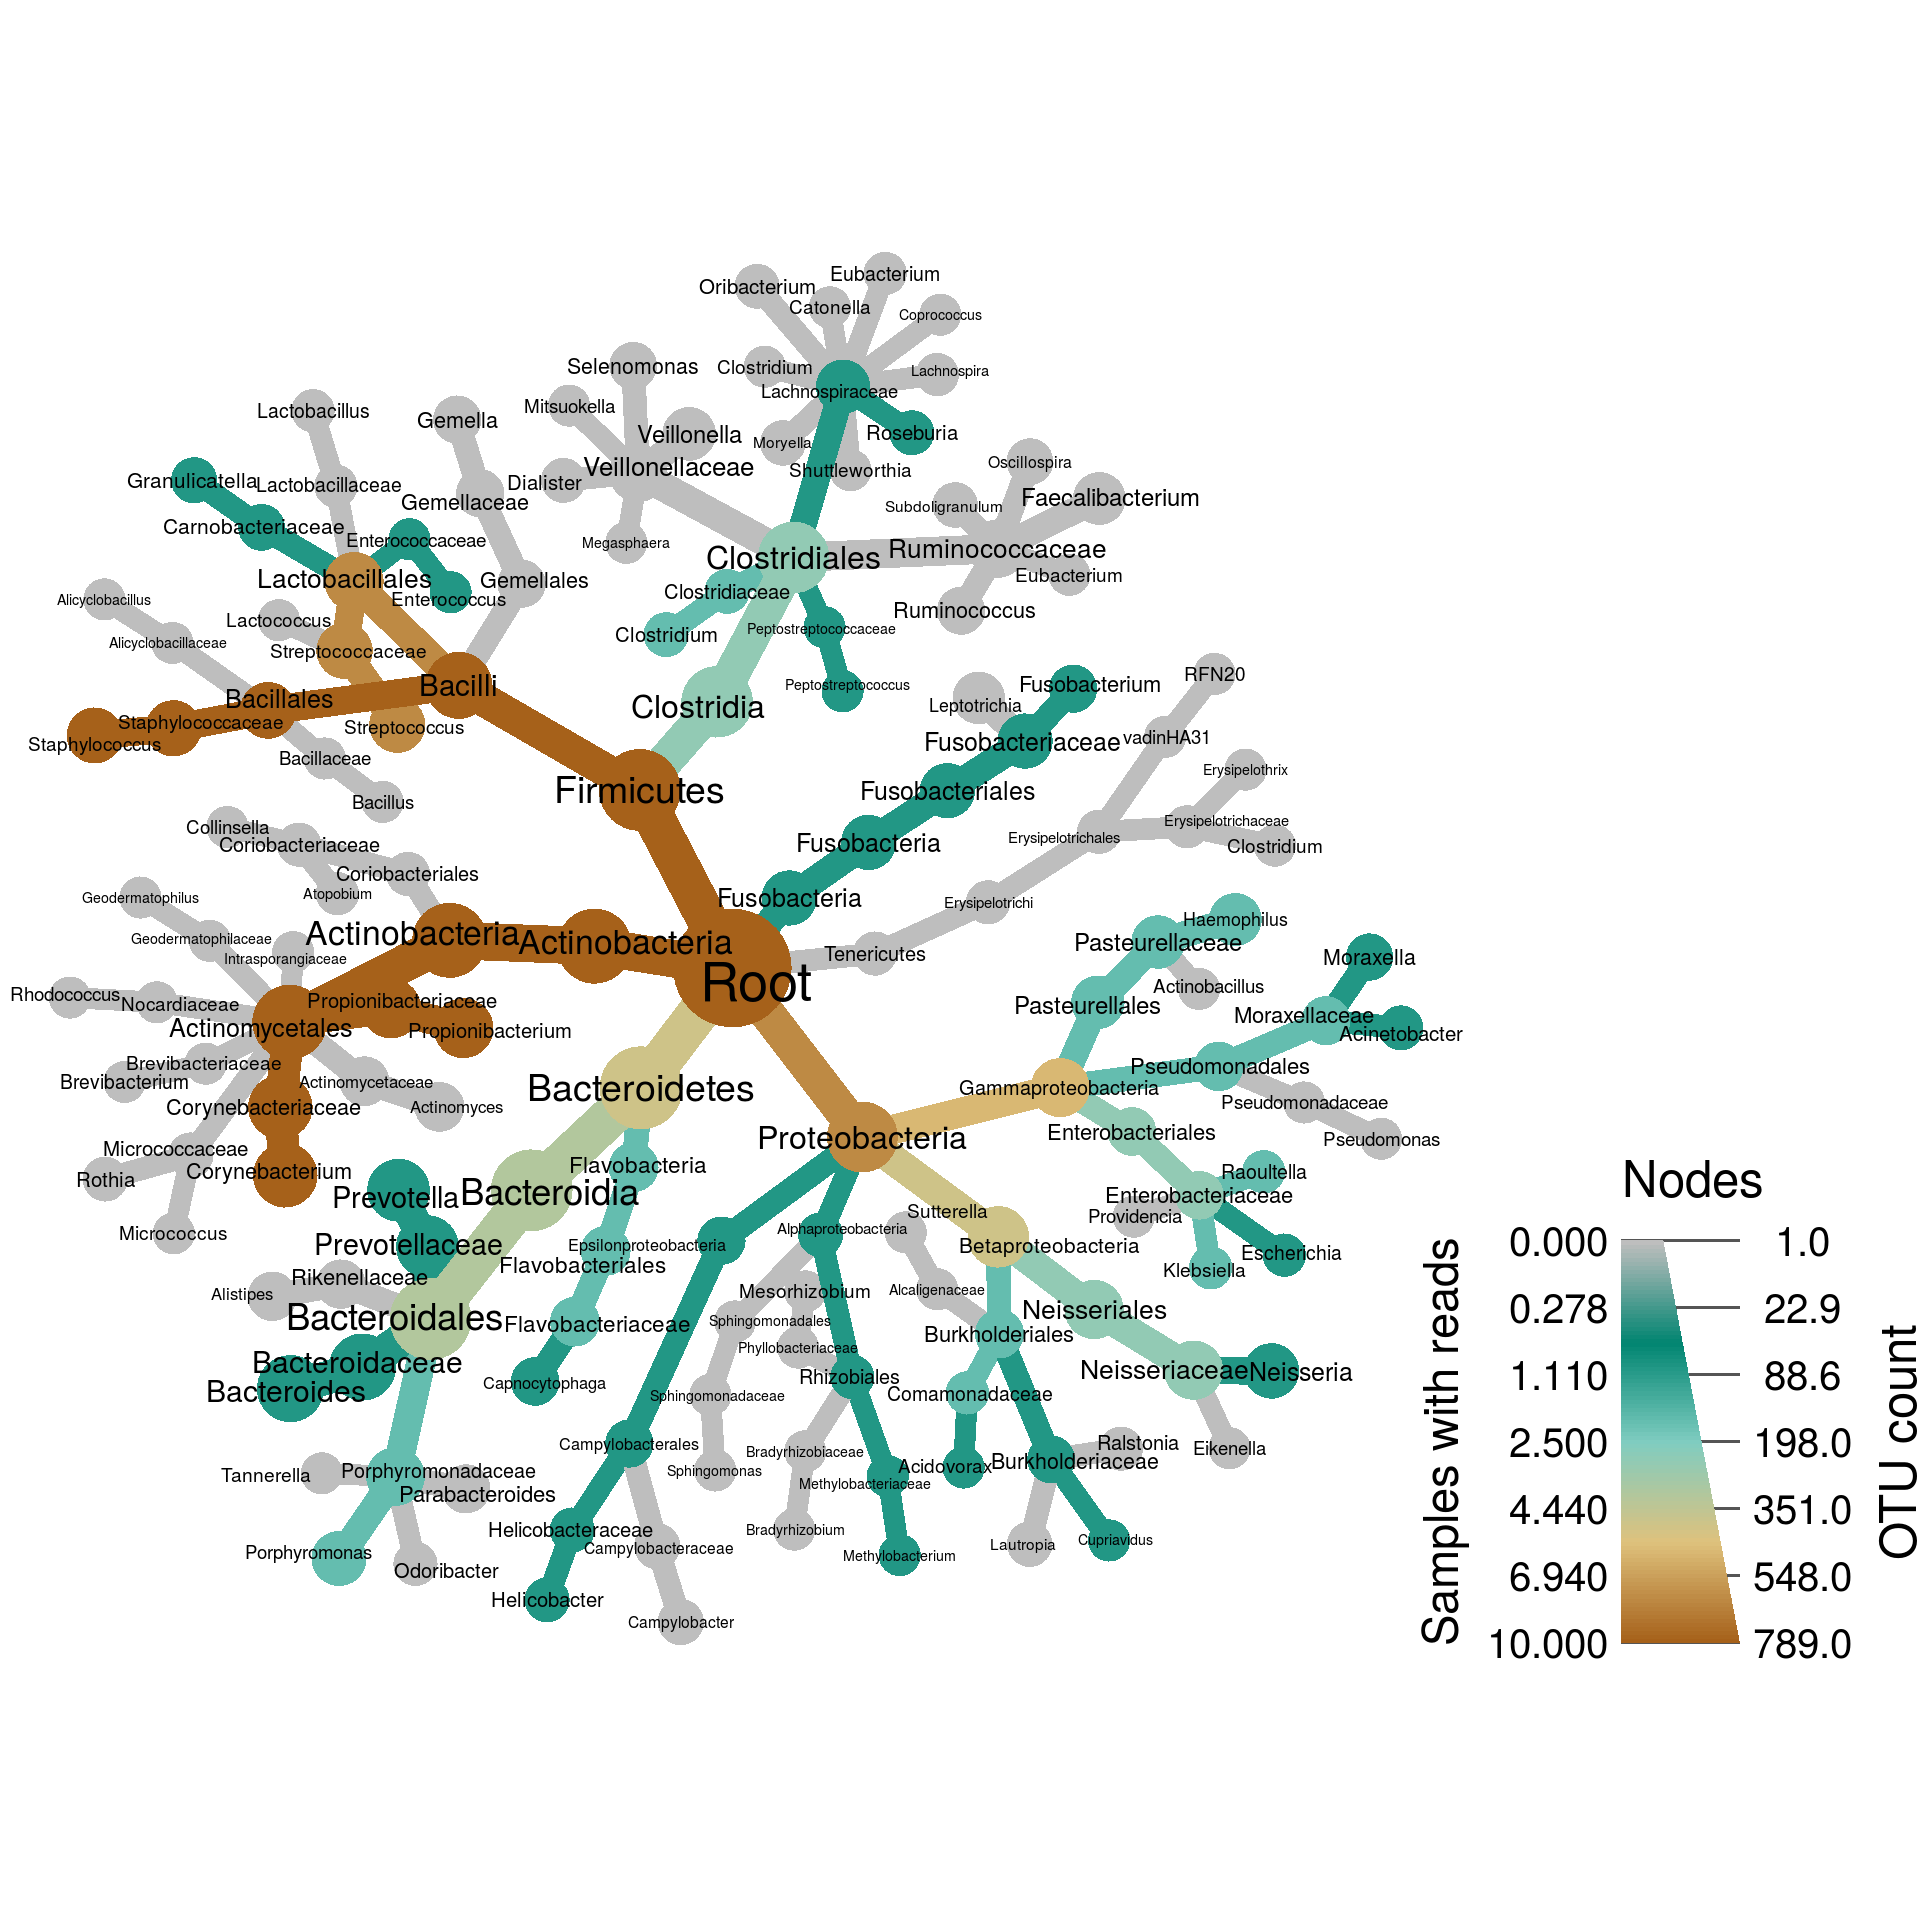 Eubacterium
Oribacterium
Catonella
Coprococcus
Selenomonas
Clostridium
Lachnospira
Lachnospiraceae
Mitsuokella
Lactobacillus
Gemella
Veillonella
Moryella
Roseburia
Oscillospira
Veillonellaceae
Shuttleworthia
Granulicatella
Lactobacillaceae
Dialister
Gemellaceae
Subdoligranulum
Faecalibacterium
Carnobacteriaceae
Enterococcaceae
Megasphaera
Clostridiales
Ruminococcaceae
Lactobacillales
Gemellales
Eubacterium
Alicyclobacillus
Enterococcus
Clostridiaceae
Ruminococcus
Lactococcus
Clostridium
Peptostreptococcaceae
Alicyclobacillaceae
Streptococcaceae
RFN20
Bacilli
Peptostreptococcus
Fusobacterium
Bacillales
Clostridia
Leptotrichia
Staphylococcaceae
Streptococcus
Staphylococcus
Fusobacteriaceae
vadinHA31
Bacillaceae
Erysipelothrix
Firmicutes
Fusobacteriales
Bacillus
Collinsella
Coriobacteriaceae
Fusobacteria
Erysipelotrichales
Erysipelotrichaceae
Clostridium
Coriobacteriales
Atopobium
Geodermatophilus
Fusobacteria
Erysipelotrichi
Haemophilus
Geodermatophilaceae
Actinobacteria
Actinobacteria
Pasteurellaceae
Intrasporangiaceae
Tenericutes
Moraxella
Root
Actinobacillus
Rhodococcus
Nocardiaceae
Propionibacteriaceae
Pasteurellales
Moraxellaceae
Actinomycetales
Propionibacterium
Acinetobacter
Brevibacteriaceae
Pseudomonadales
Brevibacterium
Actinomycetaceae
Bacteroidetes
Gammaproteobacteria
Corynebacteriaceae
Actinomyces
Pseudomonadaceae
Proteobacteria
Enterobacteriales
Pseudomonas
Micrococcaceae
Flavobacteria
Rothia
Corynebacterium
Raoultella
Nodes
Prevotella
Bacteroidia
Enterobacteriaceae
Sutterella
Providencia
Micrococcus
Alphaproteobacteria
Prevotellaceae
Epsilonproteobacteria
Betaproteobacteria
Escherichia
0.000
1.0
Flavobacteriales
Klebsiella
Rikenellaceae
Alistipes
Mesorhizobium
Alcaligenaceae
0.278
22.9
Bacteroidales
Flavobacteriaceae
Sphingomonadales
Neisseriales
Burkholderiales
Phyllobacteriaceae
Bacteroidaceae
Rhizobiales
Neisseriaceae
Neisseria
1.110
88.6
Bacteroides
Capnocytophaga
Sphingomonadaceae
Comamonadaceae
Samples with reads
OTU count
Campylobacterales
Bradyrhizobiaceae
Ralstonia
Eikenella
2.500
198.0
Tannerella
Porphyromonadaceae
Sphingomonas
Acidovorax
Burkholderiaceae
Methylobacteriaceae
Parabacteroides
4.440
351.0
Helicobacteraceae
Bradyrhizobium
Porphyromonas
Campylobacteraceae
Methylobacterium
Lautropia
Cupriavidus
Odoribacter
6.940
548.0
Helicobacter
Campylobacter
10.000
789.0